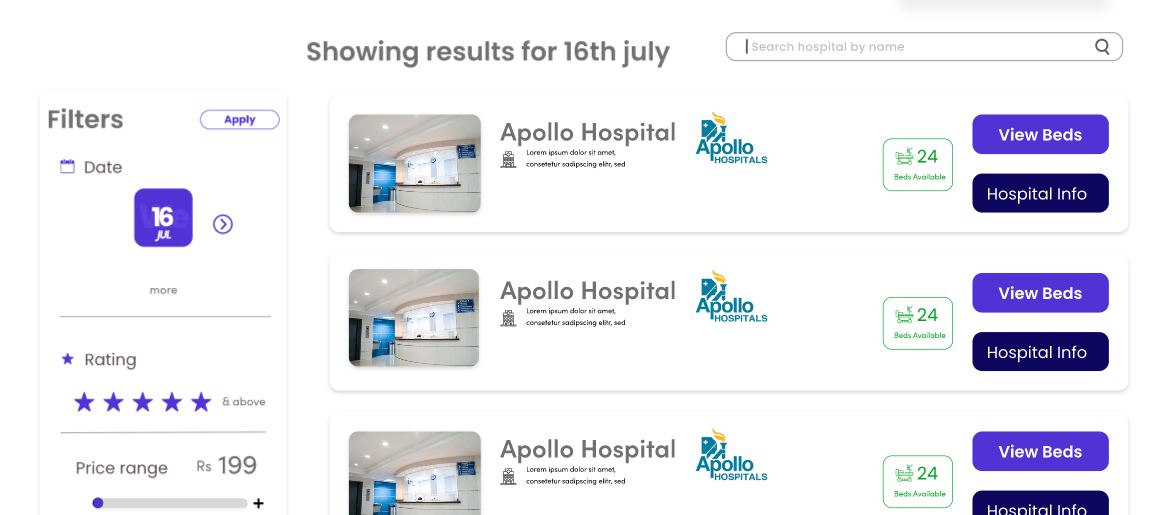 Showing results for 16th july
Search hospital by name
Filters
Apply
Date
16
JUL
more
Rating
& above
Price range Rs 199
+
Apollo Hospital
Lorem ipsum dolor sit amet,
consetetur sadipscing elitr, sed
Apollo
HOSPITALS
24
Beds Available
View Beds
Hospital Info
Apollo Hospital
Lorem ipsum dolor sit amet,
consetetur sadipscing elitr, sed
Apollo
HOSPITALS
24
Beds Available
View Beds
Hospital Info
Apollo Hospital
Lorem ipsum dolor sit amet,
consetetur sadipscing elitr, sed
Apollo
HOSPITALS
24
Beds Available
View Beds
Hospital Info